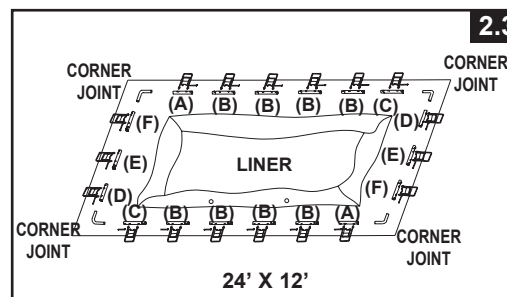 2.3
CORNER JOINT
CORNER JOINT
(A) (B) (B) (B) (B) (C)
(F) (D)
(E) LINER (E)
(D) (F)
(C) (B) (B) (B) (B) (A)
CORNER JOINT
CORNER JOINT
24' X 12'